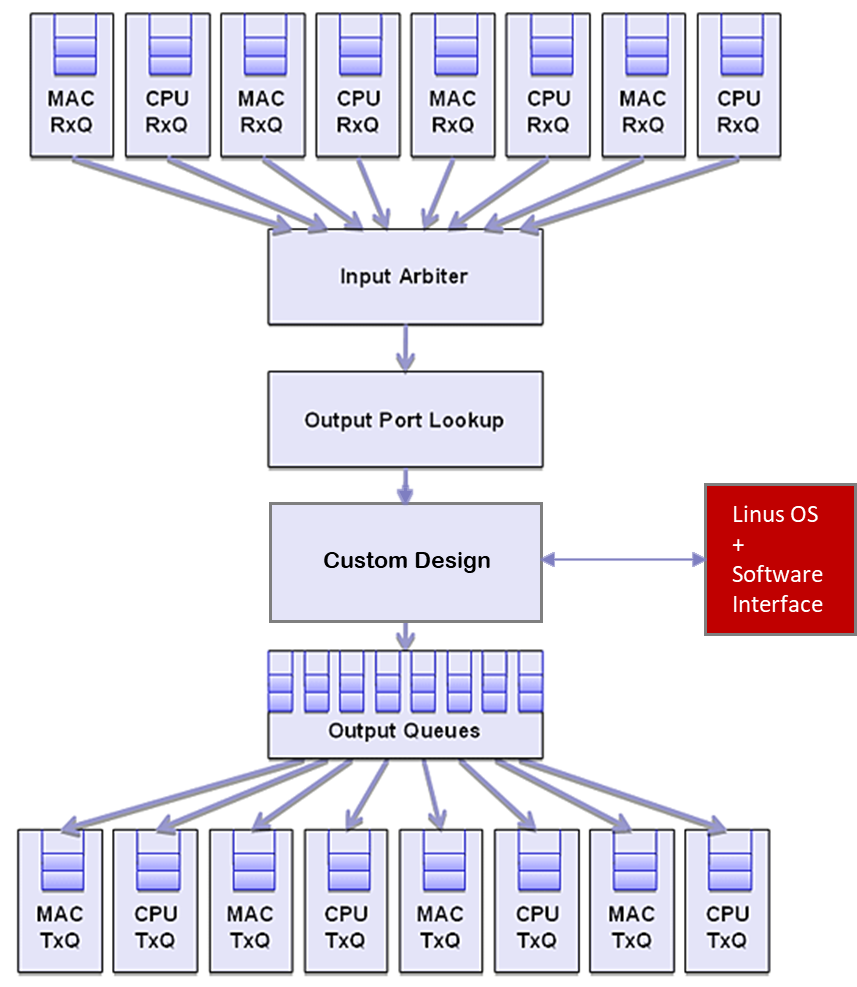 MAC
RxQ
CPU
RxQ
MAC
RxQ
CPU
RxQ
MAC
RxQ
CPU
RxQ
MAC
RxQ
CPU
RxQ
Input Arbiter
Output Port Lookup
Custom Design
Linus OS
+
Software
Interface
Output Queues
MAC
TxQ
CPU
TxQ
MAC
TxQ
CPU
TxQ
MAC
TxQ
CPU
TxQ
MAC
TxQ
CPU
TxQ